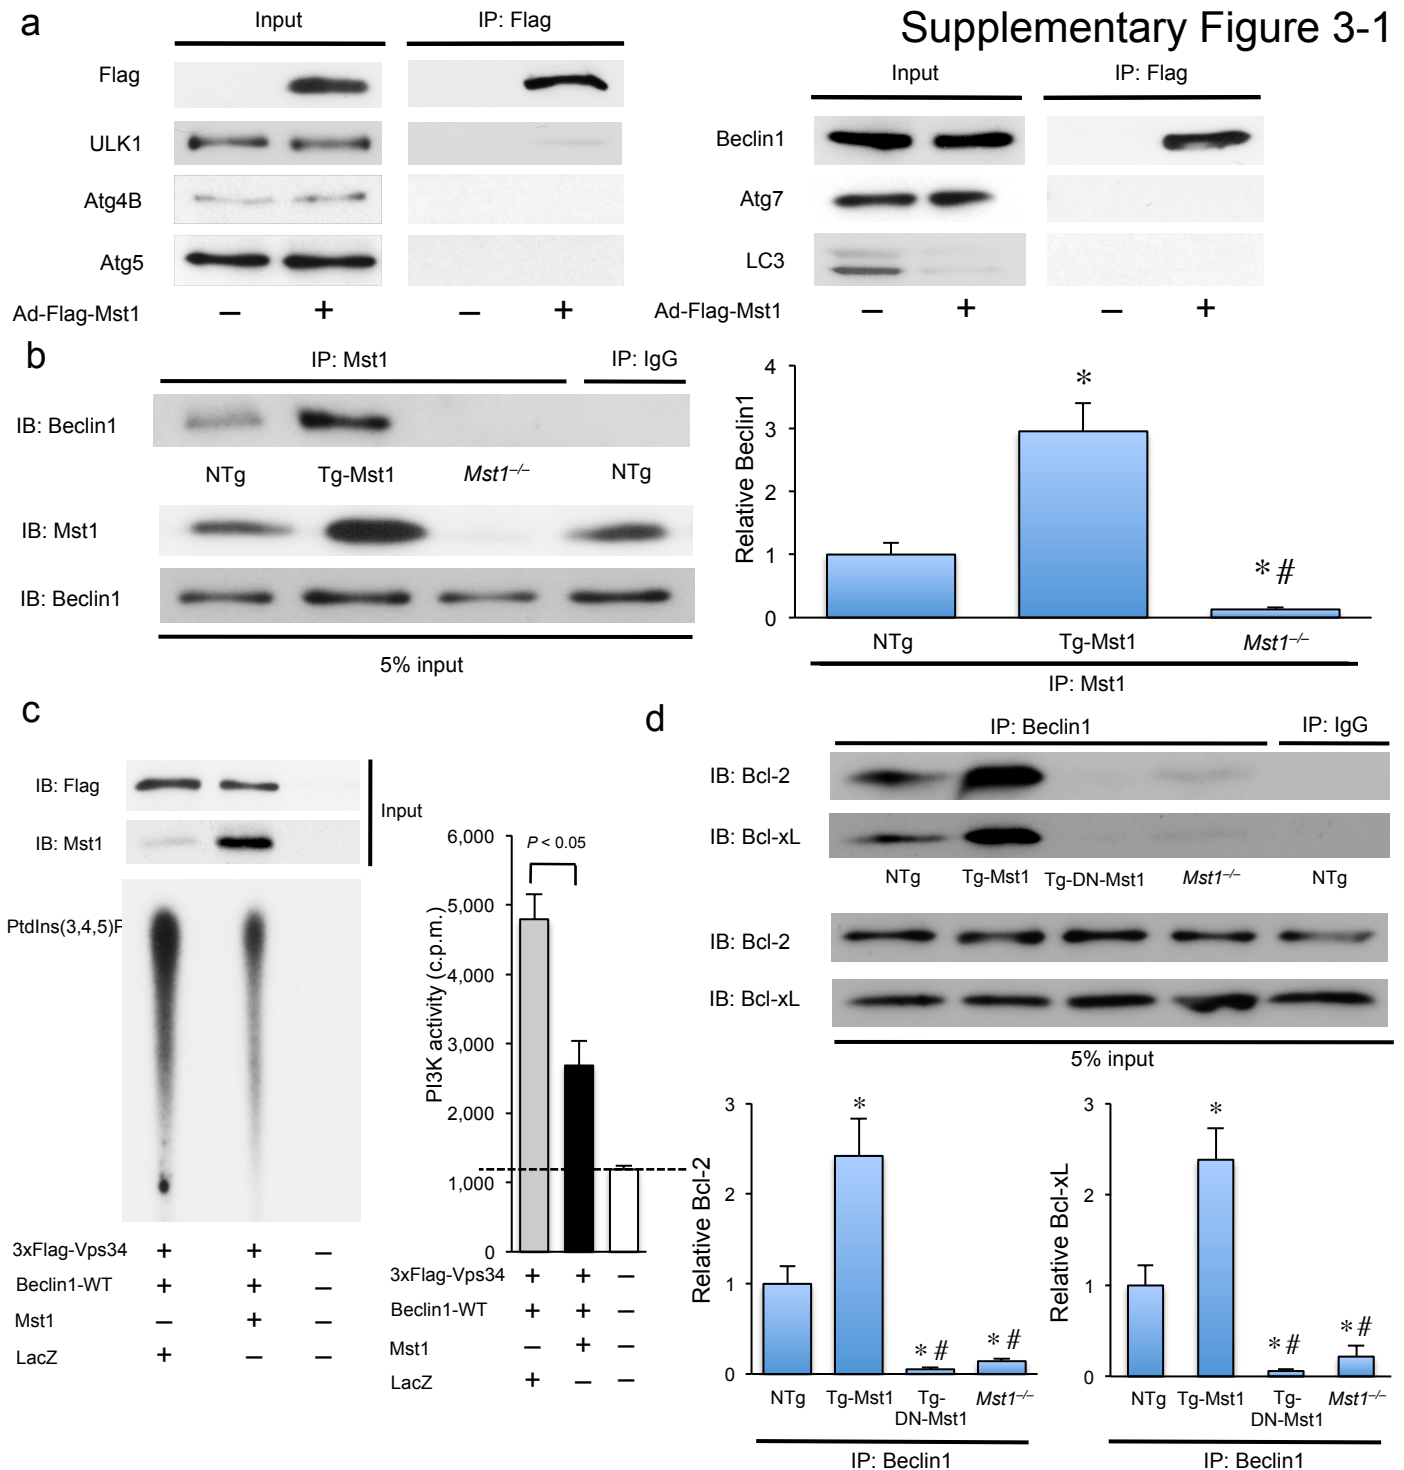 Supplementary Figure 3-1
a
Input IP: Flag
Flag
ULK1
Atg4B
Atg5
Ad-Flag-Mst1 – + – +
Input IP: Flag
Beclin1
Atg7
LC3
Ad-Flag-Mst1 – + – +
b
IP: Mst1 IP: IgG
IB: Beclin1
NTg Tg-Mst1 Mst1–/– NTg
IB: Mst1
IB: Beclin1
5% input
Relative Beclin1
4
3
2
1
0
*
* #
NTg Tg-Mst1 Mst1–/–
IP: Mst1
c
IB: Flag
IB: Mst1
Input
PtdIns(3,4,5)P
3xFlag-Vps34 + + –
Beclin1-WT + + –
Mst1 – + –
LacZ + – –
PI3K activity (c.p.m.)
6,000
5,000
4,000
3,000
2,000
1,000
0
P < 0.05
3xFlag-Vps34 + + –
Beclin1-WT + + –
Mst1 – + –
LacZ + – –
d
IP: Beclin1 IP: IgG
IB: Bcl-2
IB: Bcl-xL
NTg Tg-Mst1 Tg-DN-Mst1 Mst1–/– NTg
IB: Bcl-2
IB: Bcl-xL
5% input
Relative Bcl-2
3
2
1
0
*
* #
* #
NTg Tg-Mst1 Tg- Mst1–/–
DN-Mst1
IP: Beclin1
Relative Bcl-xL
3
2
1
0
*
* #
* #
NTg Tg-Mst1 Tg- Mst1–/–
DN-Mst1
IP: Beclin1